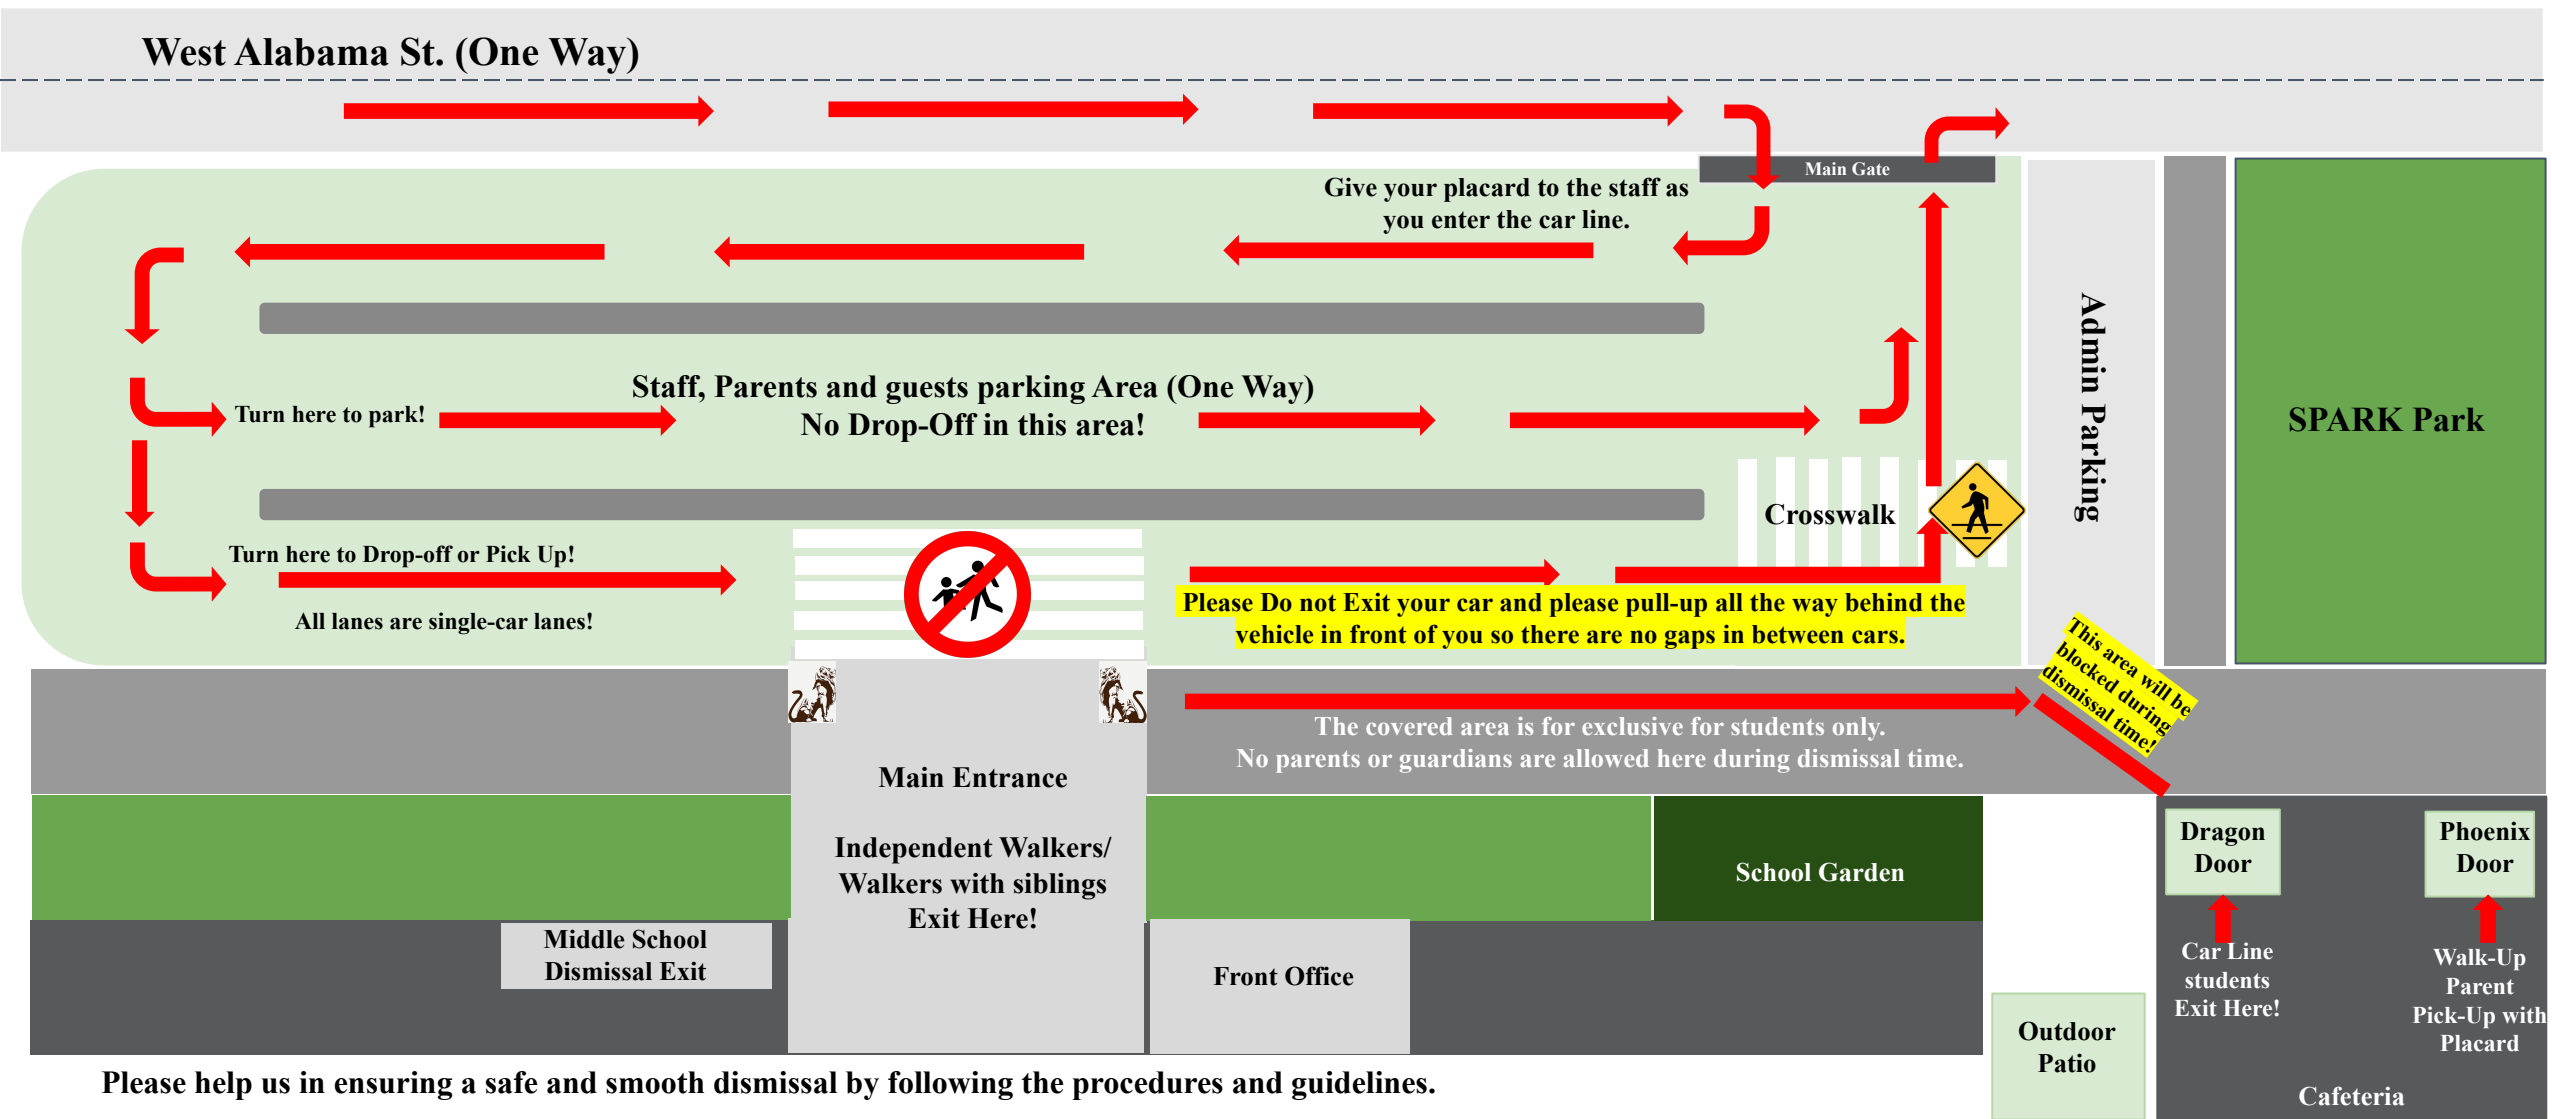 West Alabama St. (One Way)
Main Gate
Give your placard to the staff as
you enter the car line.
Admin Parking
SPARK Park
Staff, Parents and guests parking Area (One Way)
No Drop-Off in this area!
Turn here to park!
Crosswalk
Turn here to Drop-off or Pick Up!
All lanes are single-car lanes!
Please Do not Exit your car and please pull-up all the way behind the
vehicle in front of you so there are no gaps in between cars.
This area will be
blocked during
dismissal time!
The covered area is for exclusive for students only.
No parents or guardians are allowed here during dismissal time.
Main Entrance
Independent Walkers/
Walkers with siblings
Exit Here!
School Garden
Dragon
Door
Phoenix
Door
Middle School
Dismissal Exit
Front Office
Car Line
students
Exit Here!
Walk-Up
Parent
Pick-Up with
Placard
Outdoor
Patio
Cafeteria
Please help us in ensuring a safe and smooth dismissal by following the procedures and guidelines.